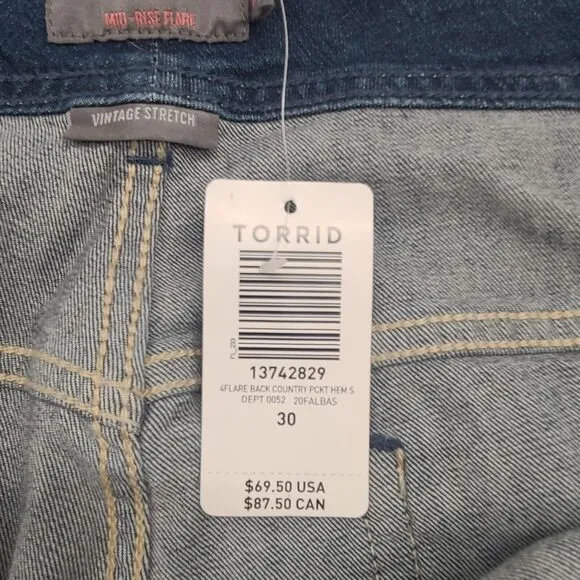 MID-RISE FLARE
VINTAGE STRETCH
TORRID
FL_233
13742829
4FLARE BACK COUNTRY PCKT HEM S
DEPT 0052 20FALBAS
30
$69.50 USA
$87.50 CAN